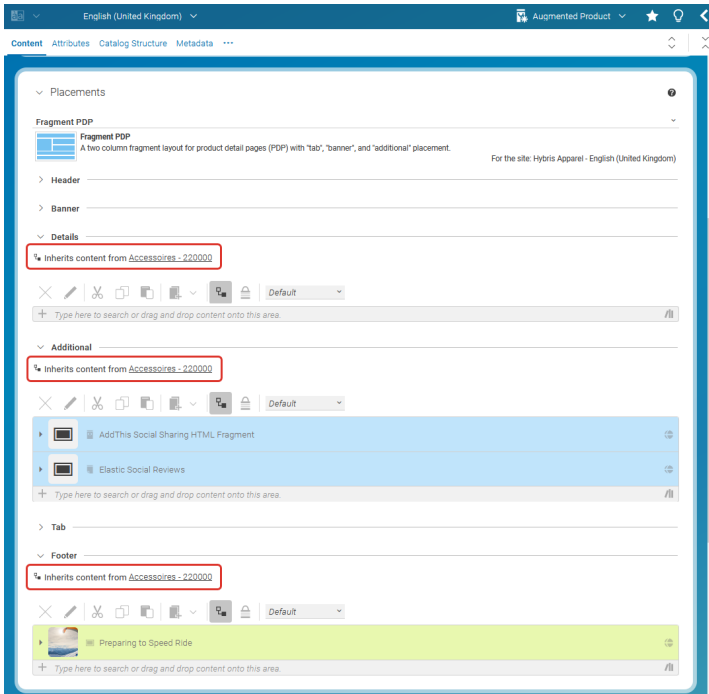 English (United Kingdom)
Augmented Product
Content Attributes Catalog Structure Metadata ...
Placements
Fragment PDP
Fragment PDP
A two column fragment layout for product detail pages (PDP) with "tab", "banner", and "additional" placement.
For the site: Hybris Apparel - English (United Kingdom)
Header
Banner
Details
Inherits content from Accessoires - 220000
Default
Type here to search or drag and drop content onto this area.
Additional
Inherits content from Accessoires - 220000
Default
AddThis Social Sharing HTML Fragment
Elastic Social Reviews
Type here to search or drag and drop content onto this area.
Tab
Footer
Inherits content from Accessoires - 220000
Default
Preparing to Speed Ride
Type here to search or drag and drop content onto this area.